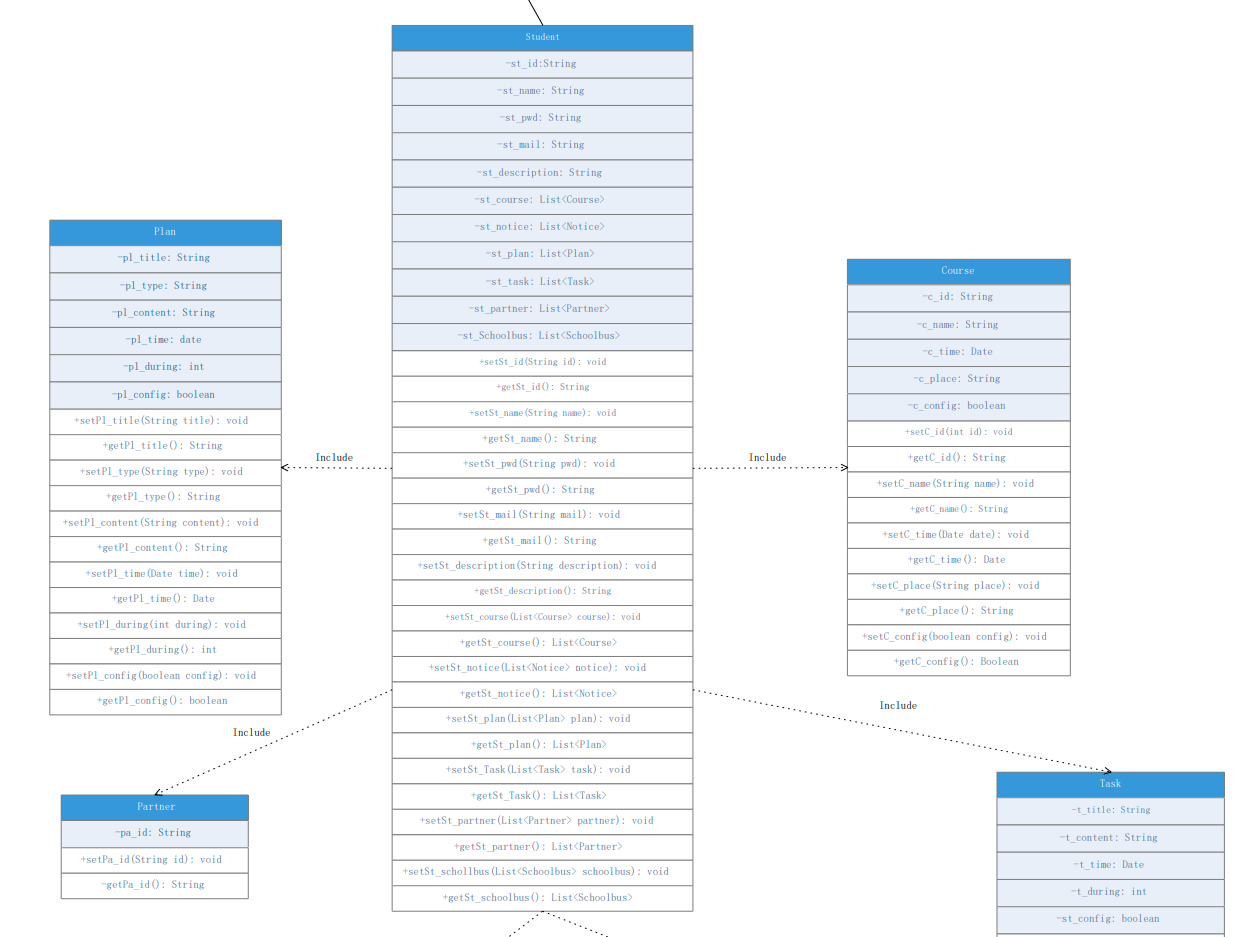 Student
-st_id:String
-st_name: String
-st_pwd: String
-st_mail: String
-st_description: String
-st_course: List<Course>
-st_notice: List<Notice>
-st_plan: List<Plan>
-st_task: List<Task>
-st_partner: List<Partner>
-st_Schoolbus: List<Schoolbus>
+setSt_id(String id): void
+getSt_id(): String
+setSt_name(String name): void
+getSt_name(): String
+setSt_pwd(String pwd): void
+getSt_pwd(): String
+setSt_mail(String mail): void
+getSt_mail(): String
+setSt_description(String description): void
+getSt_description(): String
+setSt_course(List<Course> course): void
+getSt_course(): List<Course>
+setSt_notice(List<Notice> notice): void
+getSt_notice(): List<Notice>
+setSt_plan(List<Plan> plan): void
+getSt_plan(): List<Plan>
+setSt_Task(List<Task> task): void
+getSt_Task(): List<Task>
+setSt_partner(List<Partner> partner): void
+getSt_partner(): List<Partner>
+setSt_schollbus(List<Schoolbus> schoolbus): void
+getSt_schoolbus(): List<Schoolbus>
Plan
-pl_title: String
-pl_type: String
-pl_content: String
-pl_time: date
-pl_during: int
-pl_config: boolean
+setPl_title(String title): void
+getPl_title(): String
+setPl_type(String type): void
+getPl_type(): String
+setPl_content(String content): void
+getPl_content(): String
+setPl_time(Date time): void
+getPl_time(): Date
+setPl_during(int during): void
+getPl_during(): int
+setPl_config(boolean config): void
+getPl_config(): boolean
Include
Include
Course
-c_id: String
-c_name: String
-c_time: Date
-c_place: String
-c_config: boolean
+setC_id(int id): void
+getC_id(): String
+setC_name(String name): void
+getC_name(): String
+setC_time(Date date): void
+getC_time(): Date
+setC_place(String place): void
+getC_place(): String
+setC_config(boolean config): void
+getC_config(): Boolean
Include
Include
Partner
-pa_id: String
+setPa_id(String id): void
-getPa_id(): String
Task
-t_title: String
-t_content: String
-t_time: Date
-t_during: int
-st_config: boolean